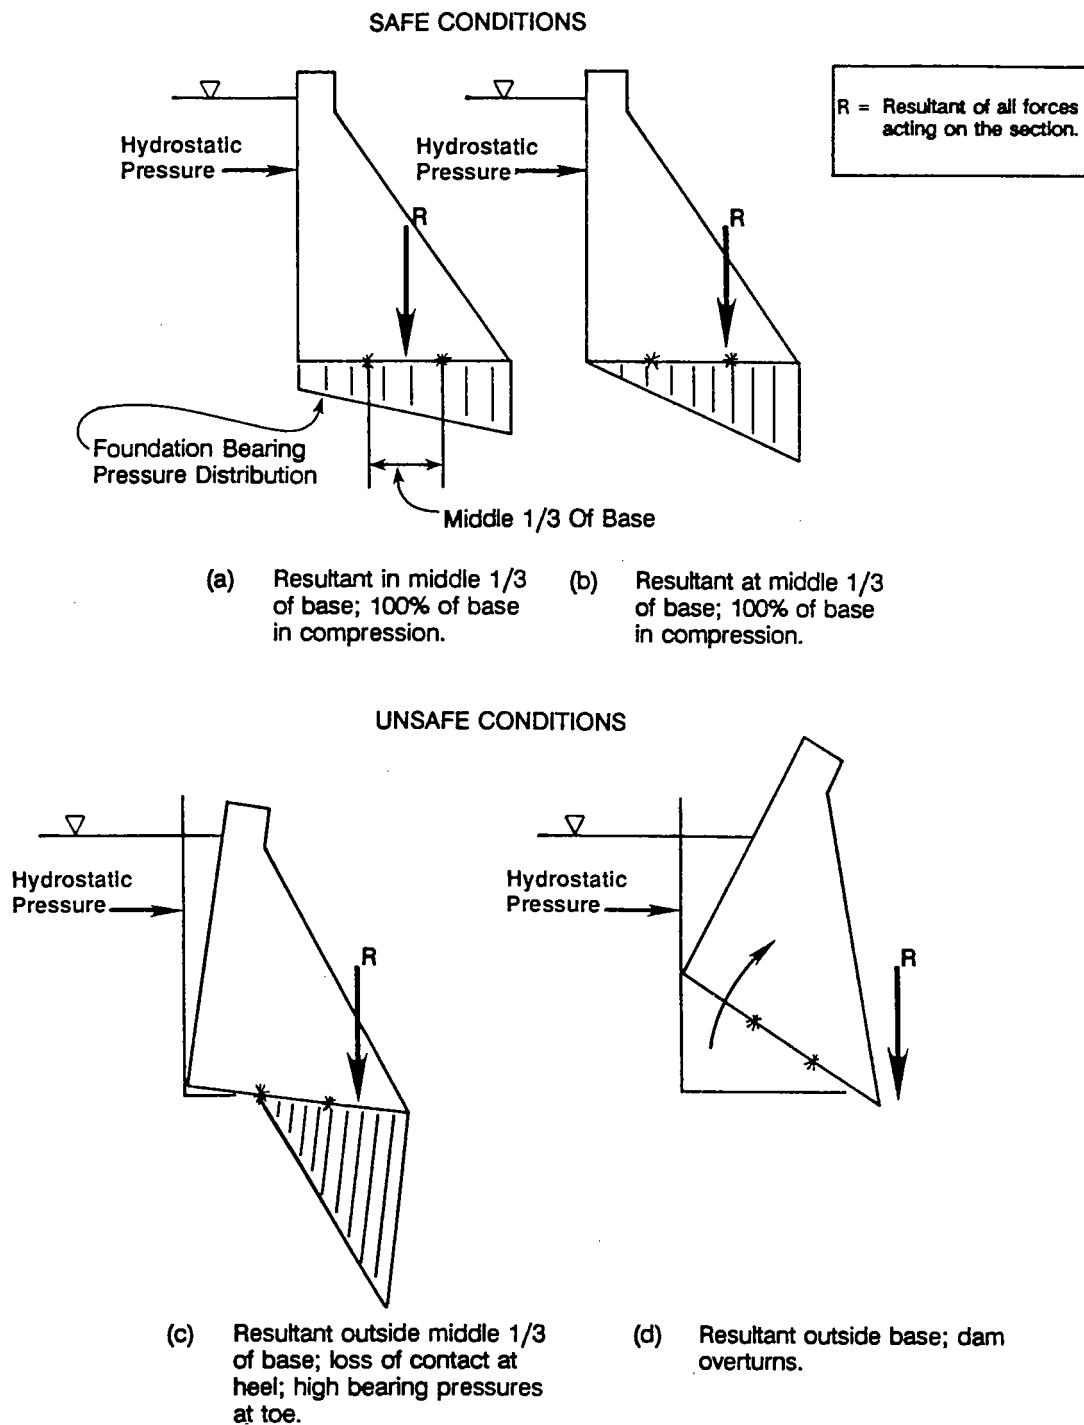 SAFE CONDITIONS
R = Resultant of all forces
acting on the section.
Hydrostatic
Pressure
R
Hydrostatic
Pressure
R
Foundation Bearing
Pressure Distribution
Middle 1/3 Of Base
(a) Resultant in middle 1/3
of base; 100% of base
in compression.
(b) Resultant at middle 1/3
of base; 100% of base
in compression.
UNSAFE CONDITIONS
Hydrostatic
Pressure
R
Hydrostatic
Pressure
R
(c) Resultant outside middle 1/3
of base; loss of contact at
heel; high bearing pressures
at toe.
(d) Resultant outside base; dam
overturns.